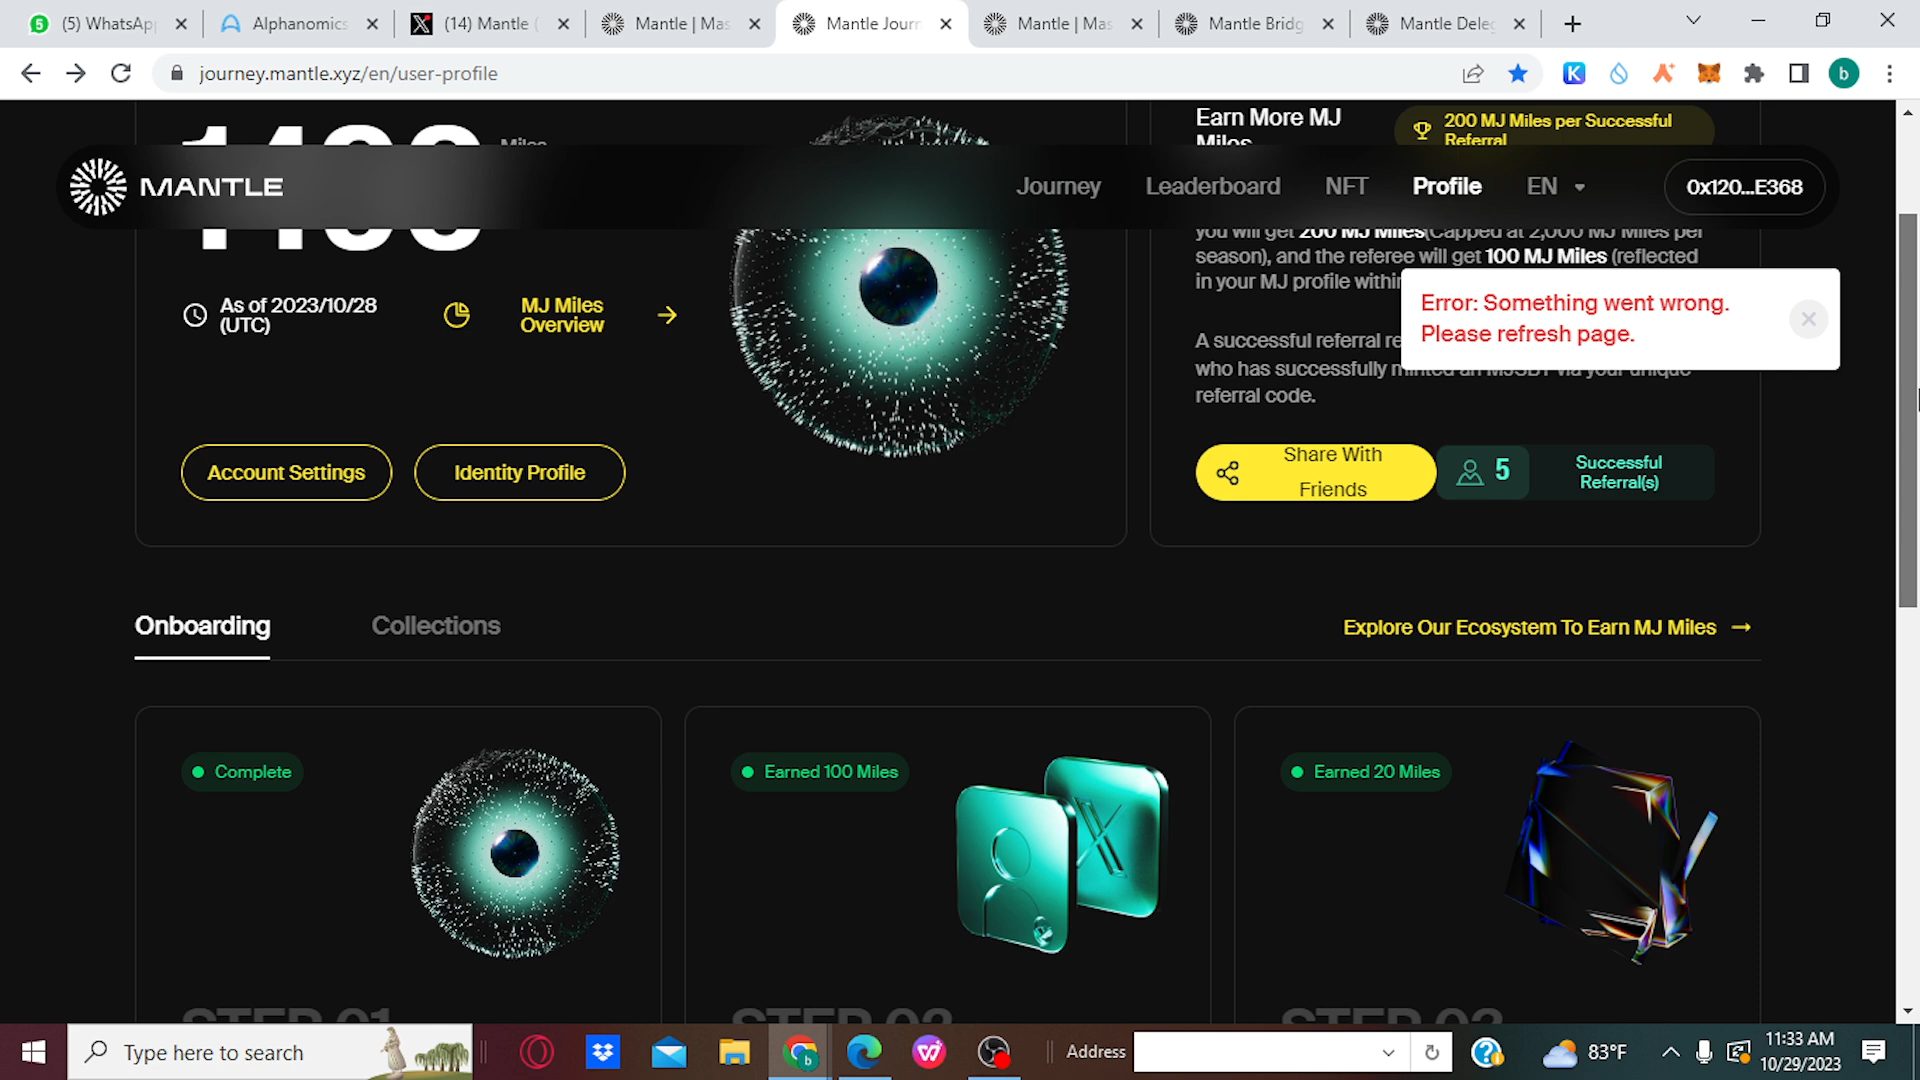 (5) WhatsApp
Alphanomics
(14) Mantle (
Mantle | Mas
Mantle Journ
Mantle | Mas
Mantle Bridg
Mantle Deleg
journey.mantle.xyz/en/user-profile
b
Miles
Earn More MJ
Miles
200 MJ Miles per Successful
Referral
MANTLE
Journey
Leaderboard
NFT
Profile
EN
0x120...E368
you will get 200 MJ Miles(Capped at 2,000 MJ Miles per
season), and the referee will get 100 MJ Miles (reflected
in your MJ profile within
Error: Something went wrong.
Please refresh page.
As of 2023/10/28
(UTC)
MJ Miles
Overview
A successful referral re
who has successfully minted an MJSBT via your unique
referral code.
Account Settings
Identity Profile
Share With
Friends
5
Successful
Referral(s)
Onboarding
Collections
Explore Our Ecosystem To Earn MJ Miles →
Complete
Earned 100 Miles
Earned 20 Miles
STEP 01
STEP 02
STEP 03
Type here to search
Address
83°F
11:33 AM
10/29/2023